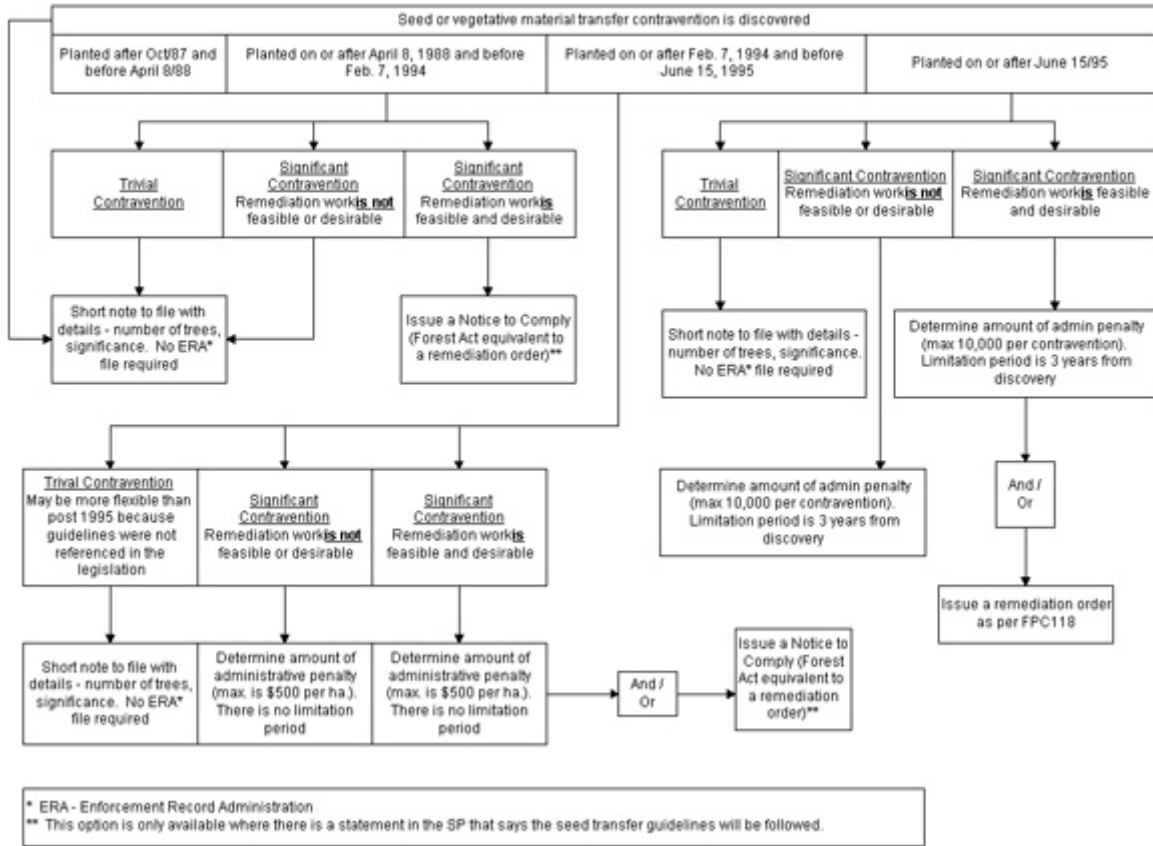 Seed or vegetative material transfer contravention is discovered
Planted after Oct/87 and
before April 8/88
Planted on or after April 8, 1988 and before
Feb. 7, 1994
Planted on or after Feb. 7, 1994 and before
June 15, 1995
Planted on or after June 15/95
Trivial
Contravention
Significant
Contravention
Remediation workis not
feasible or desirable
Significant
Contravention
Remediation workis
feasible and desirable
Trivial
Contravention
Significant Contravention
Remediation workis not
feasible or desirable
Significant Contravention
Remediation workis feasible
and desirable
Short note to file with
details - number of trees,
significance. No ERA*
file required
Issue a Notice to Comply
(Forest Act equivalent to
a remediation order)**
Short note to file with details -
number of trees, significance.
No ERA* file required
Determine amount of admin penalty
(max 10,000 per contravention).
Limitation period is 3 years from
discovery
Trival Contravention
May be more flexible than
post 1995 because
guidelines were not
referenced in the
legislation
Significant
Contravention
Remediation workis not
feasible or desirable
Significant
Contravention
Remediation workis
feasible and desirable
Determine amount of admin penalty
(max 10,000 per contravention).
Limitation period is 3 years from
discovery
And /
Or
Issue a remediation order
as per FPC118
Short note to file with
details - number of trees,
significance. No ERA*
file required
Determine amount of
administrative penalty
(max. is $500 per ha.).
There is no limitation
period
Determine amount of
administrative penalty
(max. is $500 per ha.).
There is no limitation
period
And /
Or
Issue a Notice to
Comply (Forest
Act equivalent to
a remediation
order)**
* ERA - Enforcement Record Administration
** This option is only available where there is a statement in the SP that says the seed transfer guidelines will be followed.